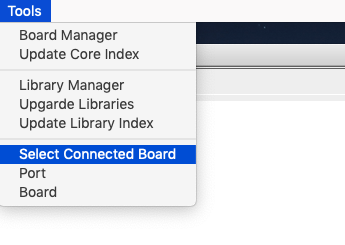 Tools
Board Manager
Update Core Index
Library Manager
Upgarde Libraries
Update Library Index
Select Connected Board
Port
Board